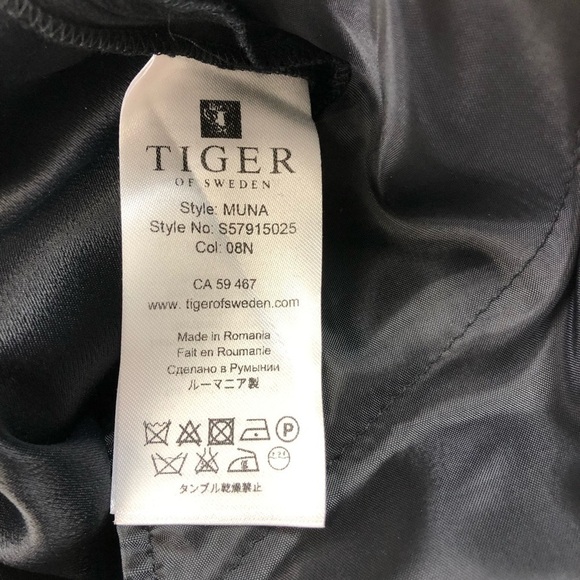 TIGER
OF SWEDEN
Style: MUNA
Style No: S57915025
Col: 08N
CA 59 467
www. tigerofsweden.com
Made in Romania
Fait en Roumanie
Сделано в Румынии
ルーマニア製
P
タンブル乾燥禁止